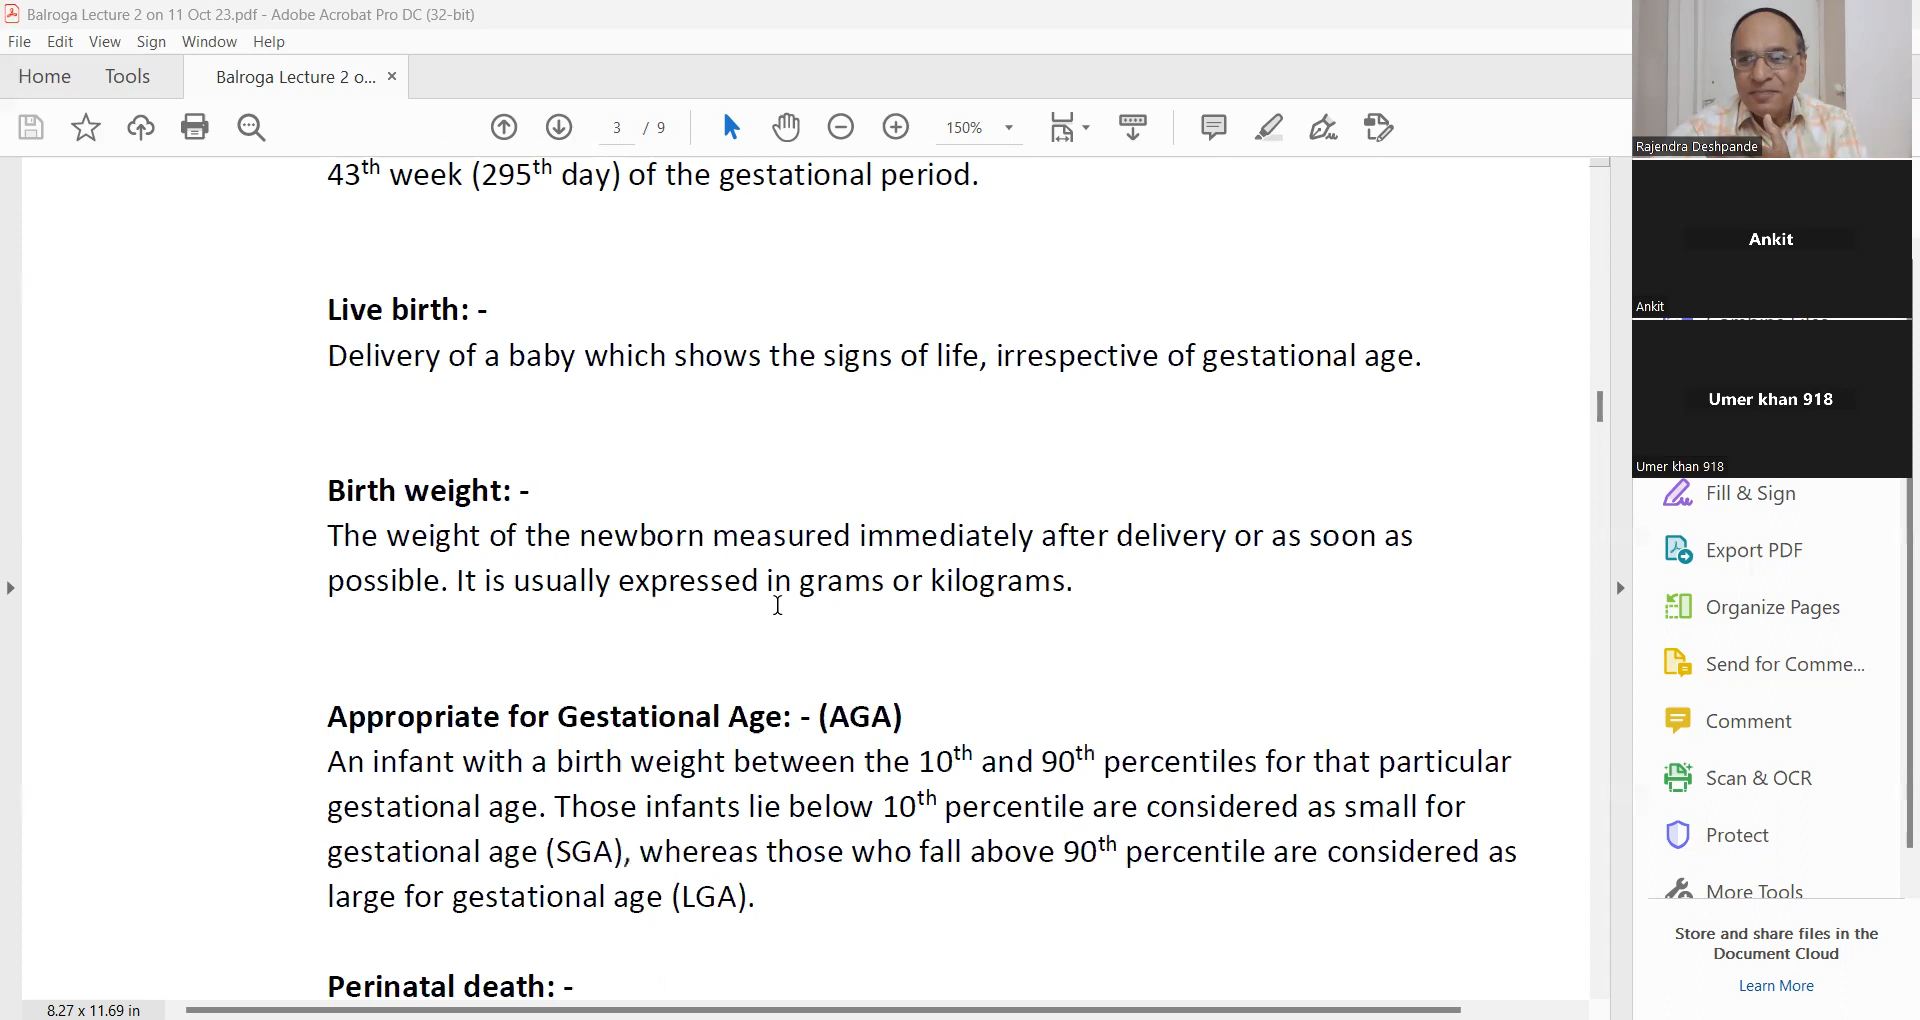 Balroga Lecture 2 on 11 Oct 23.pdf - Adobe Acrobat Pro DC (32-bit)
File Edit View Sign Window Help
Home Tools Balroga Lecture 2 o... ×
3 / 9 150%
43th week (295th day) of the gestational period.
Live birth: -
Delivery of a baby which shows the signs of life, irrespective of gestational age.
Birth weight: -
The weight of the newborn measured immediately after delivery or as soon as
possible. It is usually expressed in grams or kilograms.
Appropriate for Gestational Age: - (AGA)
An infant with a birth weight between the 10th and 90th percentiles for that particular
gestational age. Those infants lie below 10th percentile are considered as small for
gestational age (SGA), whereas those who fall above 90th percentile are considered as
large for gestational age (LGA).
Perinatal death: -
8.27 x 11.69 in
Rajendra Deshpande
Ankit
Ankit
Umer khan 918
Umer khan 918
Fill & Sign
Export PDF
Organize Pages
Send for Comme...
Comment
Scan & OCR
Protect
More Tools
Store and share files in the
Document Cloud
Learn More